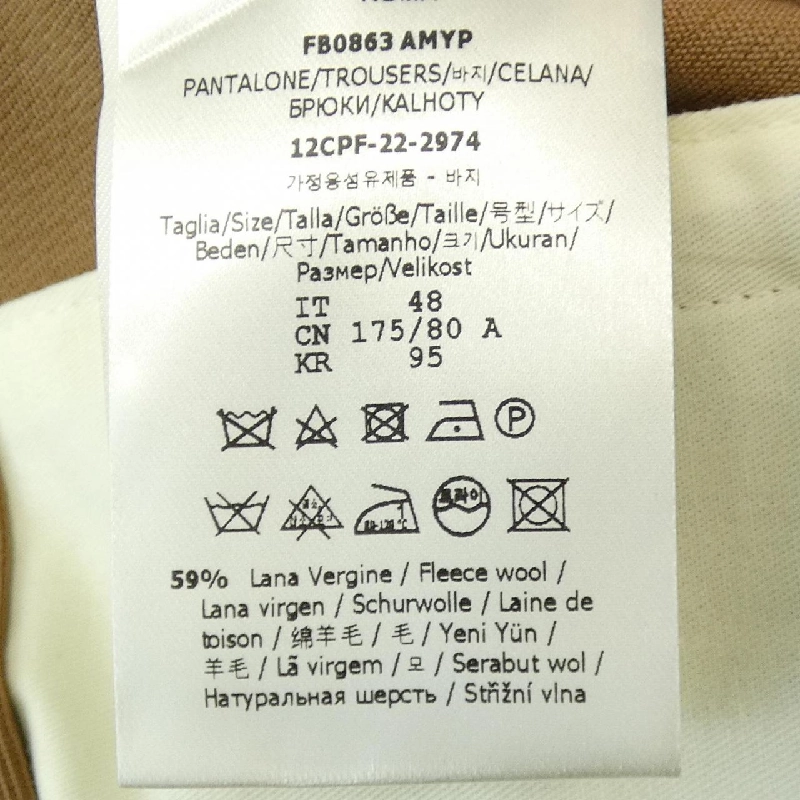 FB0863 AMYP
PANTALONE/TROUSERS/바지/CELANA/
БРЮКИ/KALHOTY
12CPF-22-2974
가정용섬유제품 - 바지
Taglia/Size/Talla/Größe/Taille/号型/サイズ/
Beden/尺寸/Tamanho/크기/Ukuran/
Размер/Velikost
IT 48
CN 175/80 A
KR 95
P
드라이
59% Lana Vergine / Fleece wool /
Lana virgen / Schurwolle / Laine de
toison / 绵羊毛 / 毛 / Yeni Yün /
羊毛 / Lã virgem / 모 / Serabut wol /
Натуральная шерсть / Střižní vlna